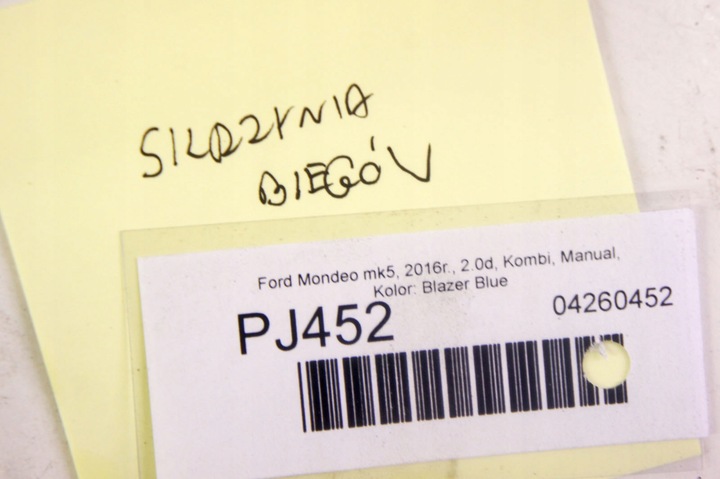 SKRZYNIA
BIEGÓW
Ford Mondeo mk5, 2016r., 2.0d, Kombi, Manual,
Kolor: Blazer Blue
PJ452
04260452